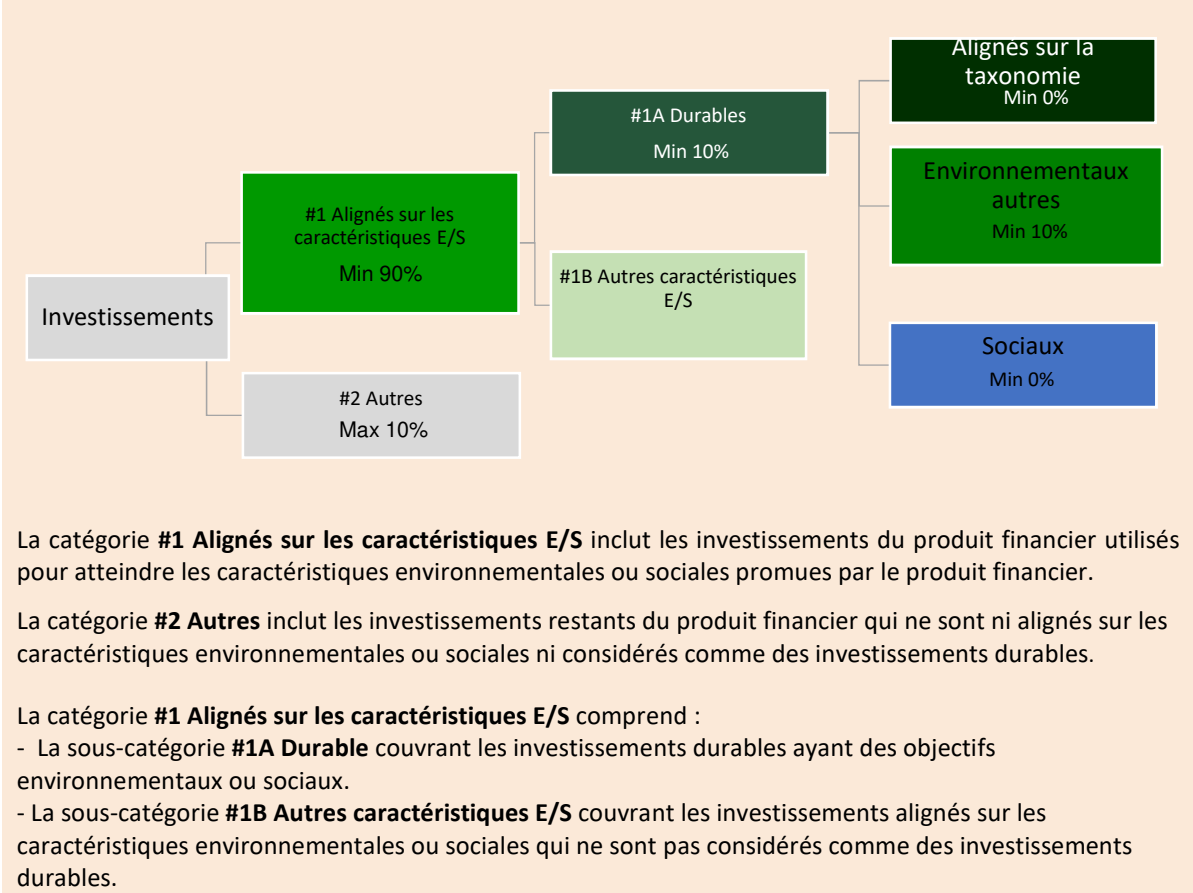 Alignés sur la
taxonomie
Min 0%
#1A Durables
Min 10%
Environnementaux
autres
Min 10%
#1 Alignés sur les
caractéristiques E/S
Min 90%
#1B Autres caractéristiques
E/S
Investissements
Sociaux
Min 0%
#2 Autres
Max 10%
La catégorie #1 Alignés sur les caractéristiques E/S inclut les investissements du produit financier utilisés
pour atteindre les caractéristiques environnementales ou sociales promues par le produit financier.
La catégorie #2 Autres inclut les investissements restants du produit financier qui ne sont ni alignés sur les
caractéristiques environnementales ou sociales ni considérés comme des investissements durables.
La catégorie #1 Alignés sur les caractéristiques E/S comprend :
- La sous-catégorie #1A Durable couvrant les investissements durables ayant des objectifs
environnementaux ou sociaux.
- La sous-catégorie #1B Autres caractéristiques E/S couvrant les investissements alignés sur les
caractéristiques environnementales ou sociales qui ne sont pas considérés comme des investissements
durables.